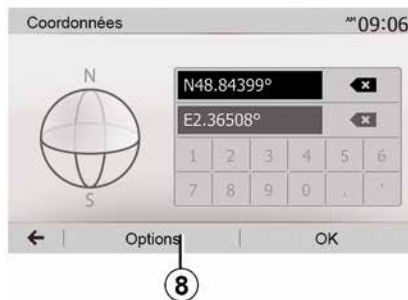 Coordonnées AM 09:06
N
S
N48.84399°
E2.36508°
1 2 3 4 5 6
7 8 9 0 . '
Options OK
8